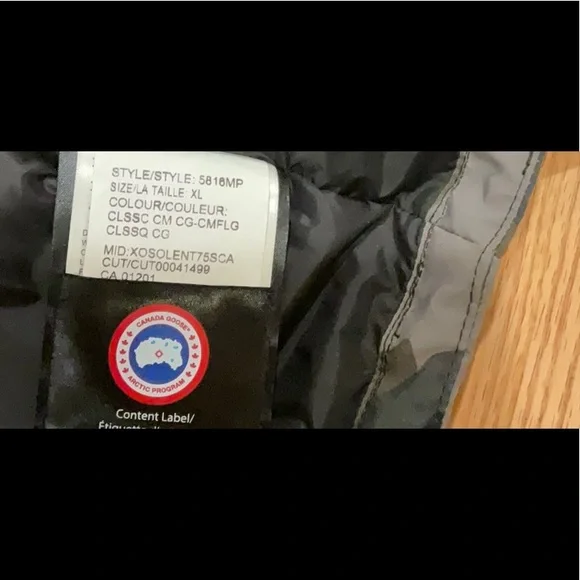 STYLE/STYLE: 5816MP
SIZE/LA TAILLE: XL
COLOUR/COULEUR:
CLSSC CM CG-CMFLG
CLSSQ CG
MID:XOSOLENT75SCA
CUT/CUT00041499
CA 01201
CANADA GOOSE
ARCTIC PROGRAM
Content Label/